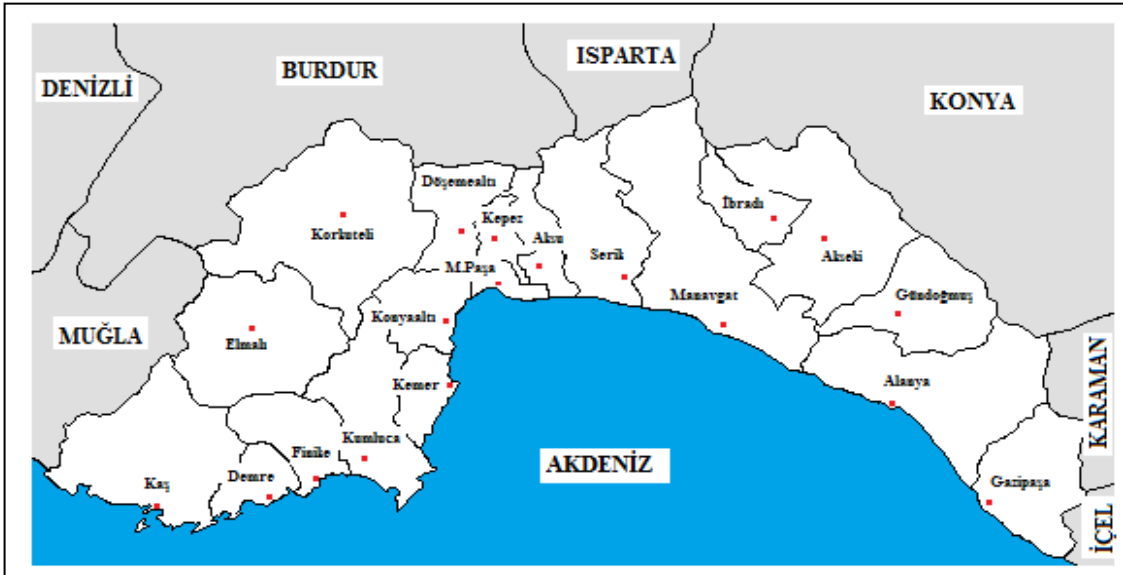 ISPARTA
BURDUR
DENİZLİ
KONYA
Döşemealtı
İbradı
Kepez
Korkuteli
Aksu
Serik
Akseki
M.Paşa
Manavgat
Gündoğmuş
Konyaaltı
MUĞLA
Elmalı
Kemer
Alanya
KARAMAN
Kumluca
Finike
AKDENİZ
Demre
Kaş
Gazipaşa
İÇEL